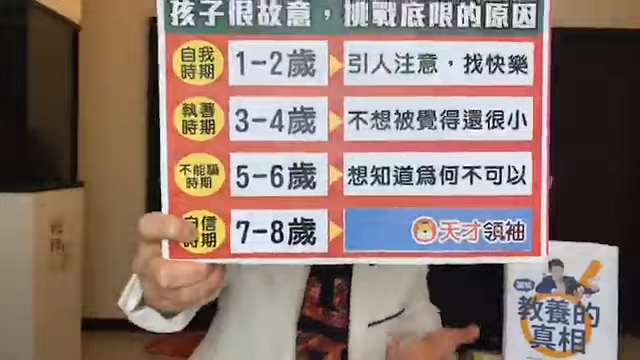 孩子很故意，挑戰底限的原因
自我時期 1-2歲 引人注意，找快樂
執著時期 3-4歲 不想被覺得還很小
不能騙時期 5-6歲 想知道為何不可以
自信時期 7-8歲 天才領袖
教養的
真相